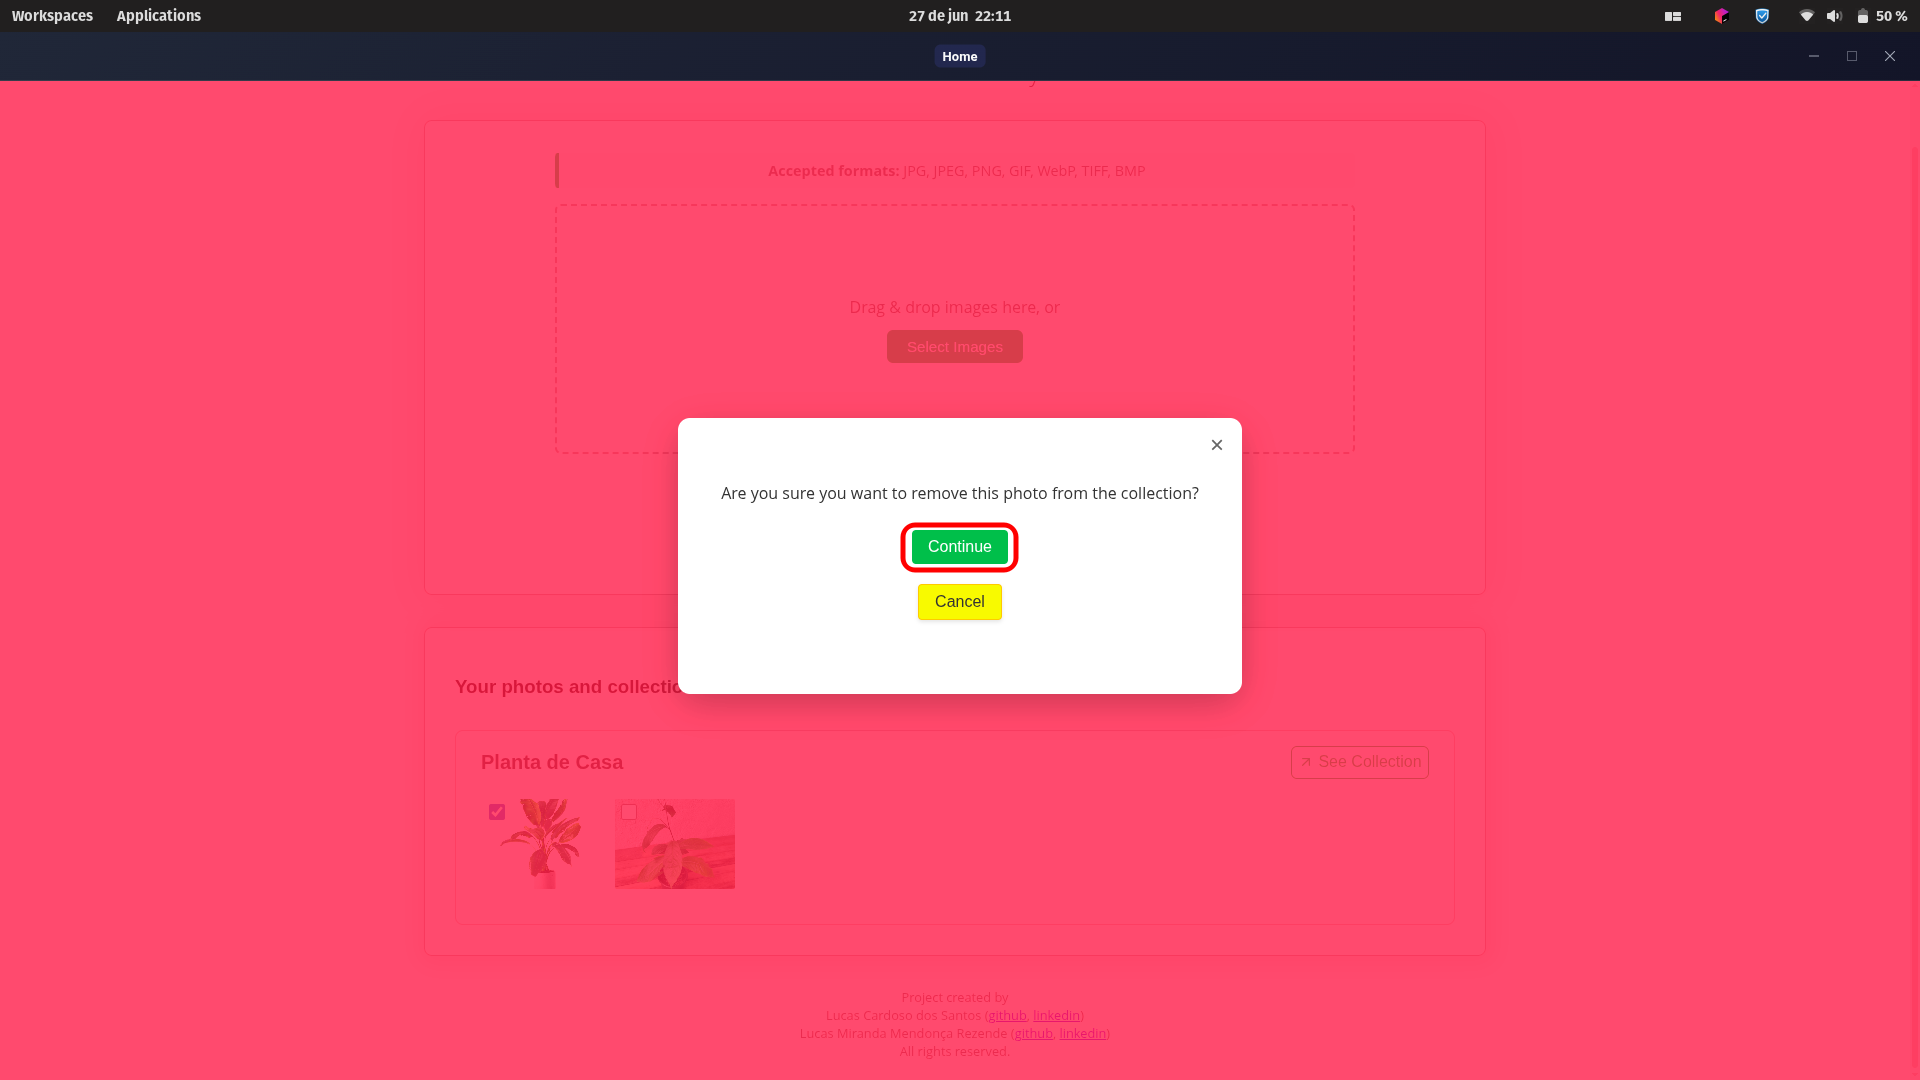 Workspaces Applications 27 de jun 22:11 50 %
Home
Accepted formats: JPG, JPEG, PNG, GIF, WebP, TIFF, BMP
Drag & drop images here, or
Select Images
Are you sure you want to remove this photo from the collection?
Continue
Cancel
Your photos and collectio
Planta de Casa
See Collection
Project created by
Lucas Cardoso dos Santos (github, linkedin)
Lucas Miranda Mendonça Rezende (github, linkedin)
All rights reserved.